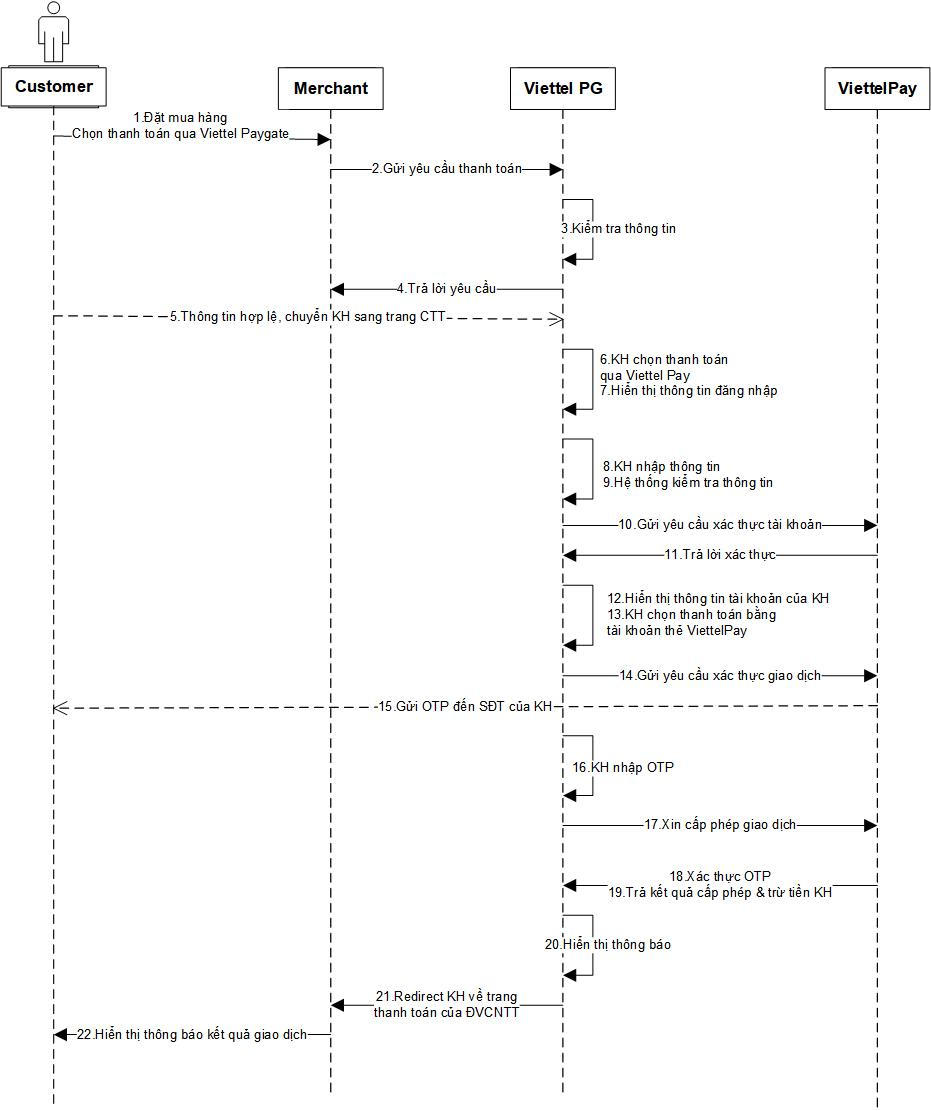 Customer
Merchant
Viettel PG
ViettelPay
1.Đặt mua hàng
Chọn thanh toán qua Viettel Paygate
2.Gửi yêu cầu thanh toán
3.Kiểm tra thông tin
4.Trả lời yêu cầu
5.Thông tin hợp lệ, chuyển KH sang trang CTT
6.KH chọn thanh toán
qua Viettel Pay
7.Hiển thị thông tin đăng nhập
8.KH nhập thông tin
9.Hệ thống kiểm tra thông tin
10.Gửi yêu cầu xác thực tài khoản
11.Trả lời xác thực
12.Hiển thị thông tin tài khoản của KH
13.KH chọn thanh toán bằng
tài khoản thẻ ViettelPay
14.Gửi yêu cầu xác thực giao dịch
15.Gửi OTP đến SĐT của KH
16.KH nhập OTP
17.Xin cấp phép giao dịch
18.Xác thực OTP
19.Trả kết quả cấp phép & trừ tiền KH
20.Hiển thị thông báo
21.Redirect KH về trang
thanh toán của ĐVCNTT
22.Hiển thị thông báo kết quả giao dịch